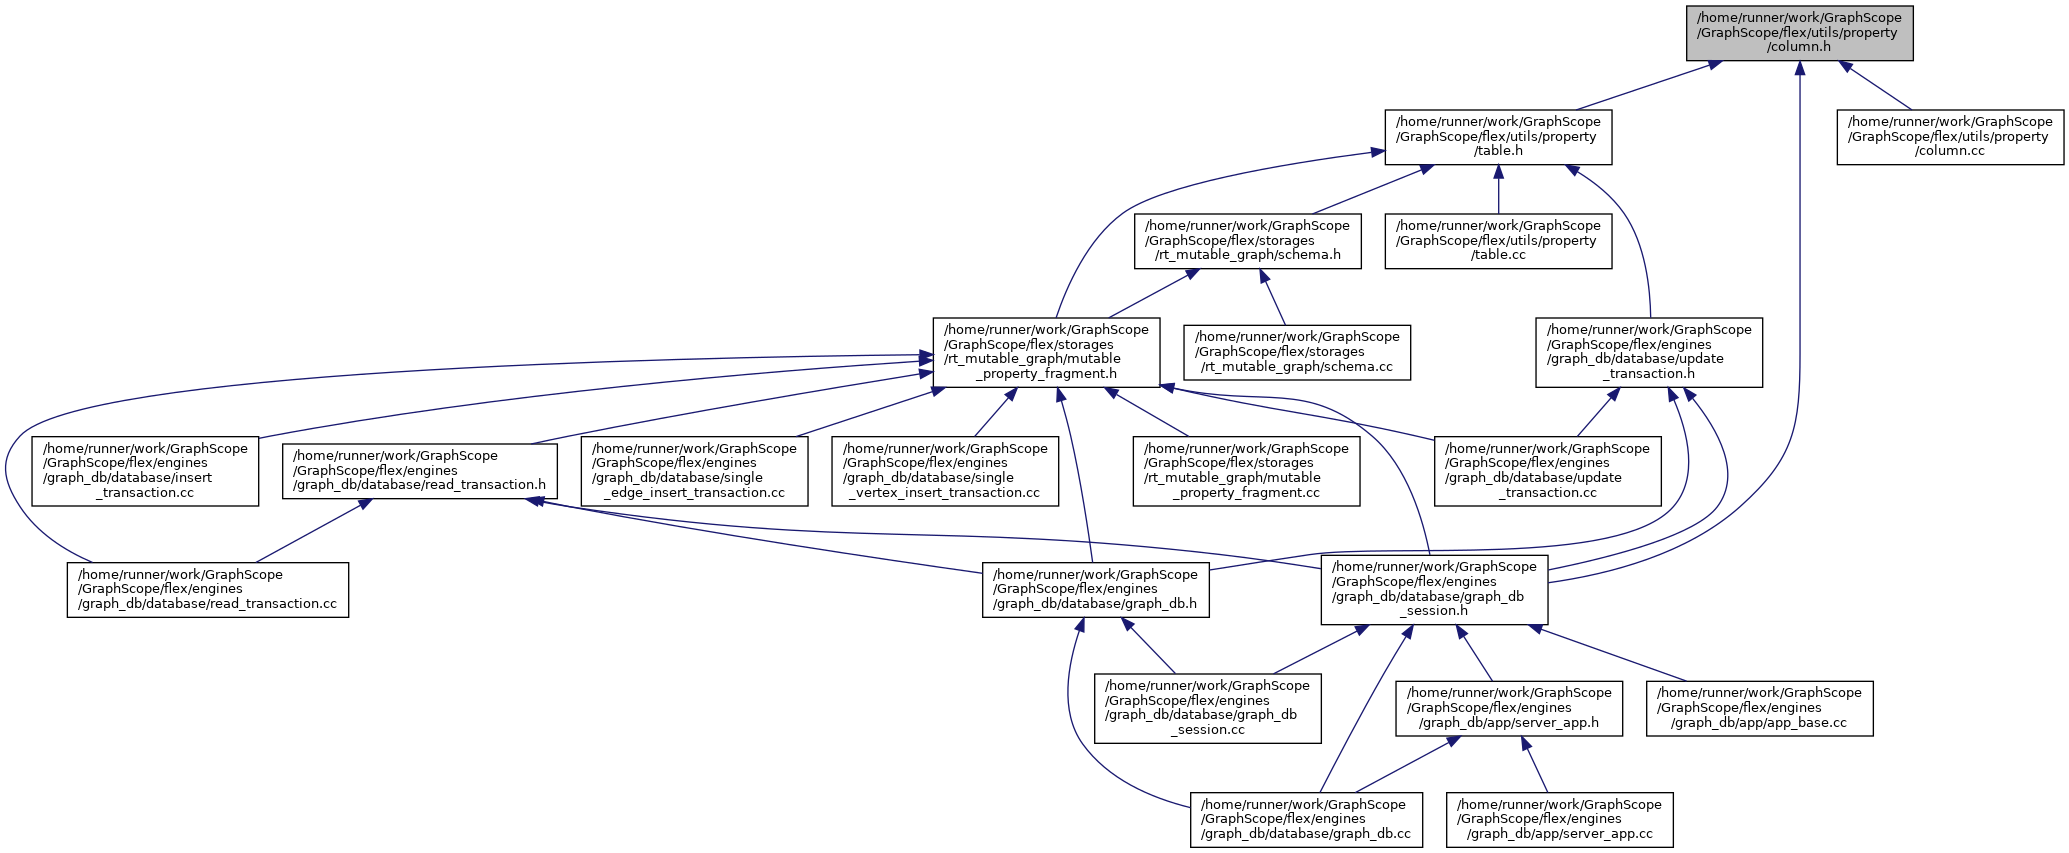 /home/runner/work/GraphScope
/GraphScope/flex/utils/property
/column.h
/home/runner/work/GraphScope
/GraphScope/flex/utils/property
/table.h
/home/runner/work/GraphScope
/GraphScope/flex/utils/property
/column.cc
/home/runner/work/GraphScope
/GraphScope/flex/storages
/rt_mutable_graph/schema.h
/home/runner/work/GraphScope
/GraphScope/flex/utils/property
/table.cc
/home/runner/work/GraphScope
/GraphScope/flex/storages
/rt_mutable_graph/mutable
_property_fragment.h
/home/runner/work/GraphScope
/GraphScope/flex/storages
/rt_mutable_graph/schema.cc
/home/runner/work/GraphScope
/GraphScope/flex/engines
/graph_db/database/update
_transaction.h
/home/runner/work/GraphScope
/GraphScope/flex/engines
/graph_db/database/insert
_transaction.cc
/home/runner/work/GraphScope
/GraphScope/flex/engines
/graph_db/database/read_transaction.h
/home/runner/work/GraphScope
/GraphScope/flex/engines
/graph_db/database/single
_edge_insert_transaction.cc
/home/runner/work/GraphScope
/GraphScope/flex/engines
/graph_db/database/single
_vertex_insert_transaction.cc
/home/runner/work/GraphScope
/GraphScope/flex/storages
/rt_mutable_graph/mutable
_property_fragment.cc
/home/runner/work/GraphScope
/GraphScope/flex/engines
/graph_db/database/update
_transaction.cc
/home/runner/work/GraphScope
/GraphScope/flex/engines
/graph_db/database/read_transaction.cc
/home/runner/work/GraphScope
/GraphScope/flex/engines
/graph_db/database/graph_db.h
/home/runner/work/GraphScope
/GraphScope/flex/engines
/graph_db/database/graph_db
_session.h
/home/runner/work/GraphScope
/GraphScope/flex/engines
/graph_db/database/graph_db
_session.cc
/home/runner/work/GraphScope
/GraphScope/flex/engines
/graph_db/app/server_app.h
/home/runner/work/GraphScope
/GraphScope/flex/engines
/graph_db/app/app_base.cc
/home/runner/work/GraphScope
/GraphScope/flex/engines
/graph_db/database/graph_db.cc
/home/runner/work/GraphScope
/GraphScope/flex/engines
/graph_db/app/server_app.cc